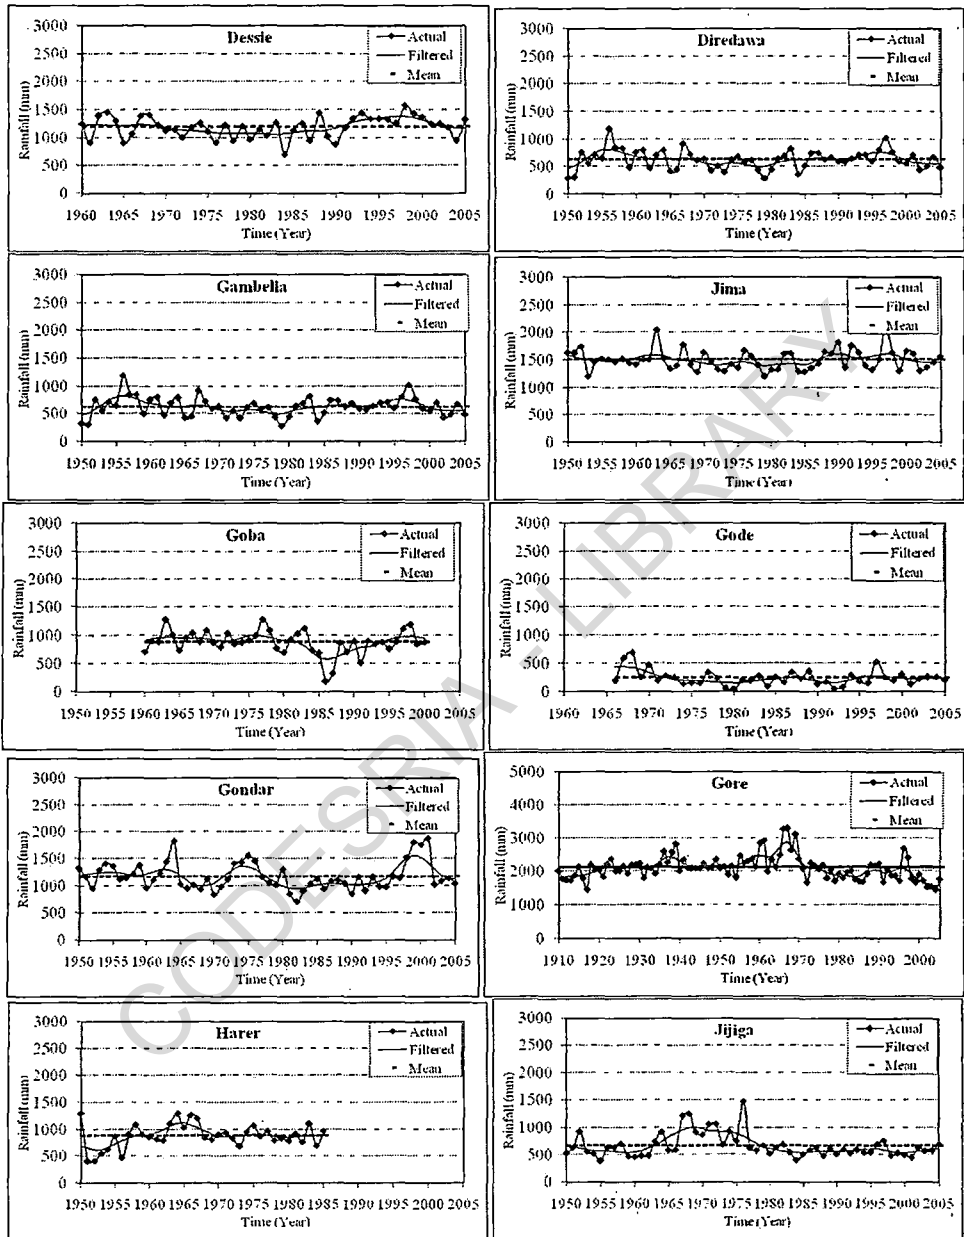 Dessie
Actual
Filtered
Mean
Rainfall (mm)
3000
2500
2000
1500
1000
500
0
1960 1965 1970 1975 1980 1985 1990 1995 2000 2005
Time (Year)
Diredawa
Actual
Filtered
Mean
Rainfall (mm)
3000
2500
2000
1500
1000
500
0
1950 1955 1960 1965 1970 1975 1980 1985 1990 1995 2000 2005
Time (Year)
Gambella
Actual
Filtered
Mean
Rainfall (mm)
3000
2500
2000
1500
1000
500
0
1950 1955 1960 1965 1970 1975 1980 1985 1990 1995 2000 2005
Time (Year)
Jima
Actual
Filtered
Mean
Rainfall (mm)
3000
2500
2000
1500
1000
500
0
1950 1955 1960 1965 1970 1975 1980 1985 1990 1995 2000 2005
Time (Year)
Goba
Actual
Filtered
Mean
Rainfall (mm)
3000
2500
2000
1500
1000
500
0
1950 1955 1960 1965 1970 1975 1980 1985 1990 1995 2000 2005
Time (Year)
Gode
Actual
Filtered
Mean
Rainfall (mm)
3000
2500
2000
1500
1000
500
0
1960 1965 1970 1975 1980 1985 1990 1995 2000 2005
Time (Year)
Gondar
Actual
Filtered
Mean
Rainfall (mm)
3000
2500
2000
1500
1000
500
0
1950 1955 1960 1965 1970 1975 1980 1985 1990 1995 2000 2005
Time (Year)
Gore
Actual
Filtered
Mean
Rainfall (mm)
5000
4000
3000
2000
1000
0
1910 1920 1930 1940 1950 1960 1970 1980 1990 2000
Time (Year)
Harer
Actual
Filtered
Mean
Rainfall (mm)
3000
2500
2000
1500
1000
500
0
1950 1955 1960 1965 1970 1975 1980 1985 1990 1995 2000 2005
Time (Year)
Jijiga
Actual
Filtered
Mean
Rainfall (mm)
3000
2500
2000
1500
1000
500
0
1950 1955 1960 1965 1970 1975 1980 1985 1990 1995 2000 2005
Time (Year)
CODESRIA - LIBRARY